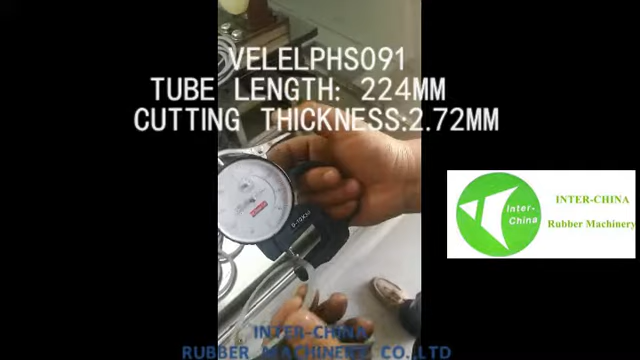 VELELPHS091
TUBE LENGTH: 224MM
CUTTING THICKNESS:2.72MM
Inter-
China
INTER-CHINA
Rubber Machinery
INTER-CHINA
RUBBER MACHINERY CO.,LTD